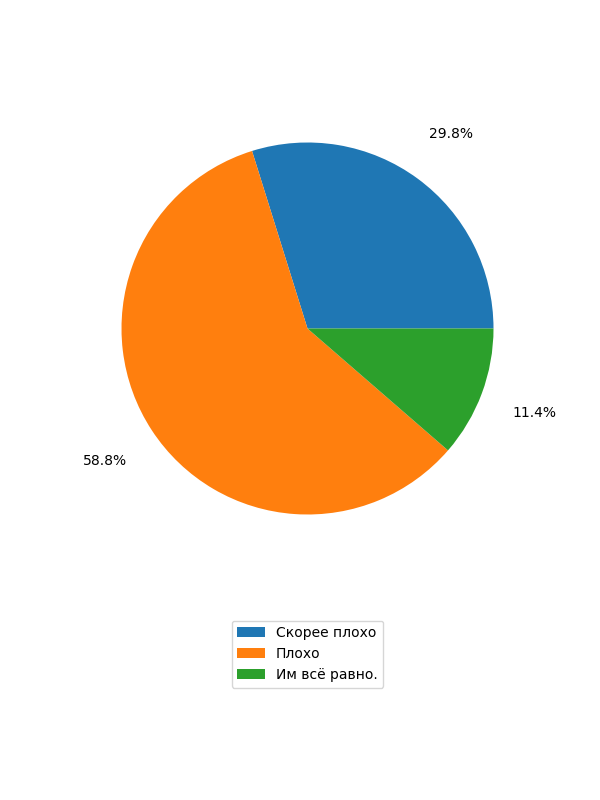 29.8%
11.4%
58.8%
Скорее плохо
Плохо
Им всё равно.